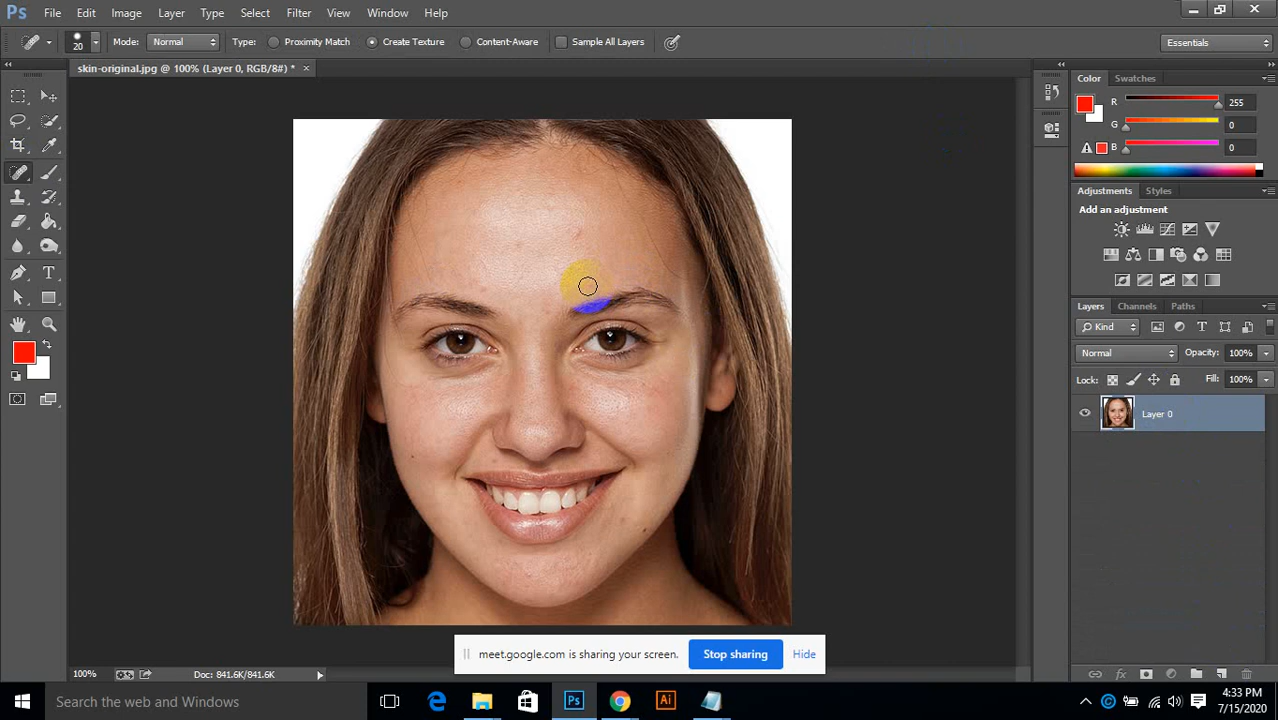 Ps File Edit Image Layer Type Select Filter View Window Help
20 Mode: Normal Type: Proximity Match Create Texture Content-Aware Sample All Layers Essentials
skin-original.jpg @ 100% (Layer 0, RGB/8#) * ×
Color Swatches
R 255
G 0
B 0
Adjustments Styles
Add an adjustment
Layers Channels Paths
Kind
Normal Opacity: 100%
Lock: Fill: 100%
Layer 0
meet.google.com is sharing your screen. Stop sharing Hide
100% Doc: 841.6K/841.6K
Search the web and Windows
Ps Ai
4:33 PM
7/15/2020